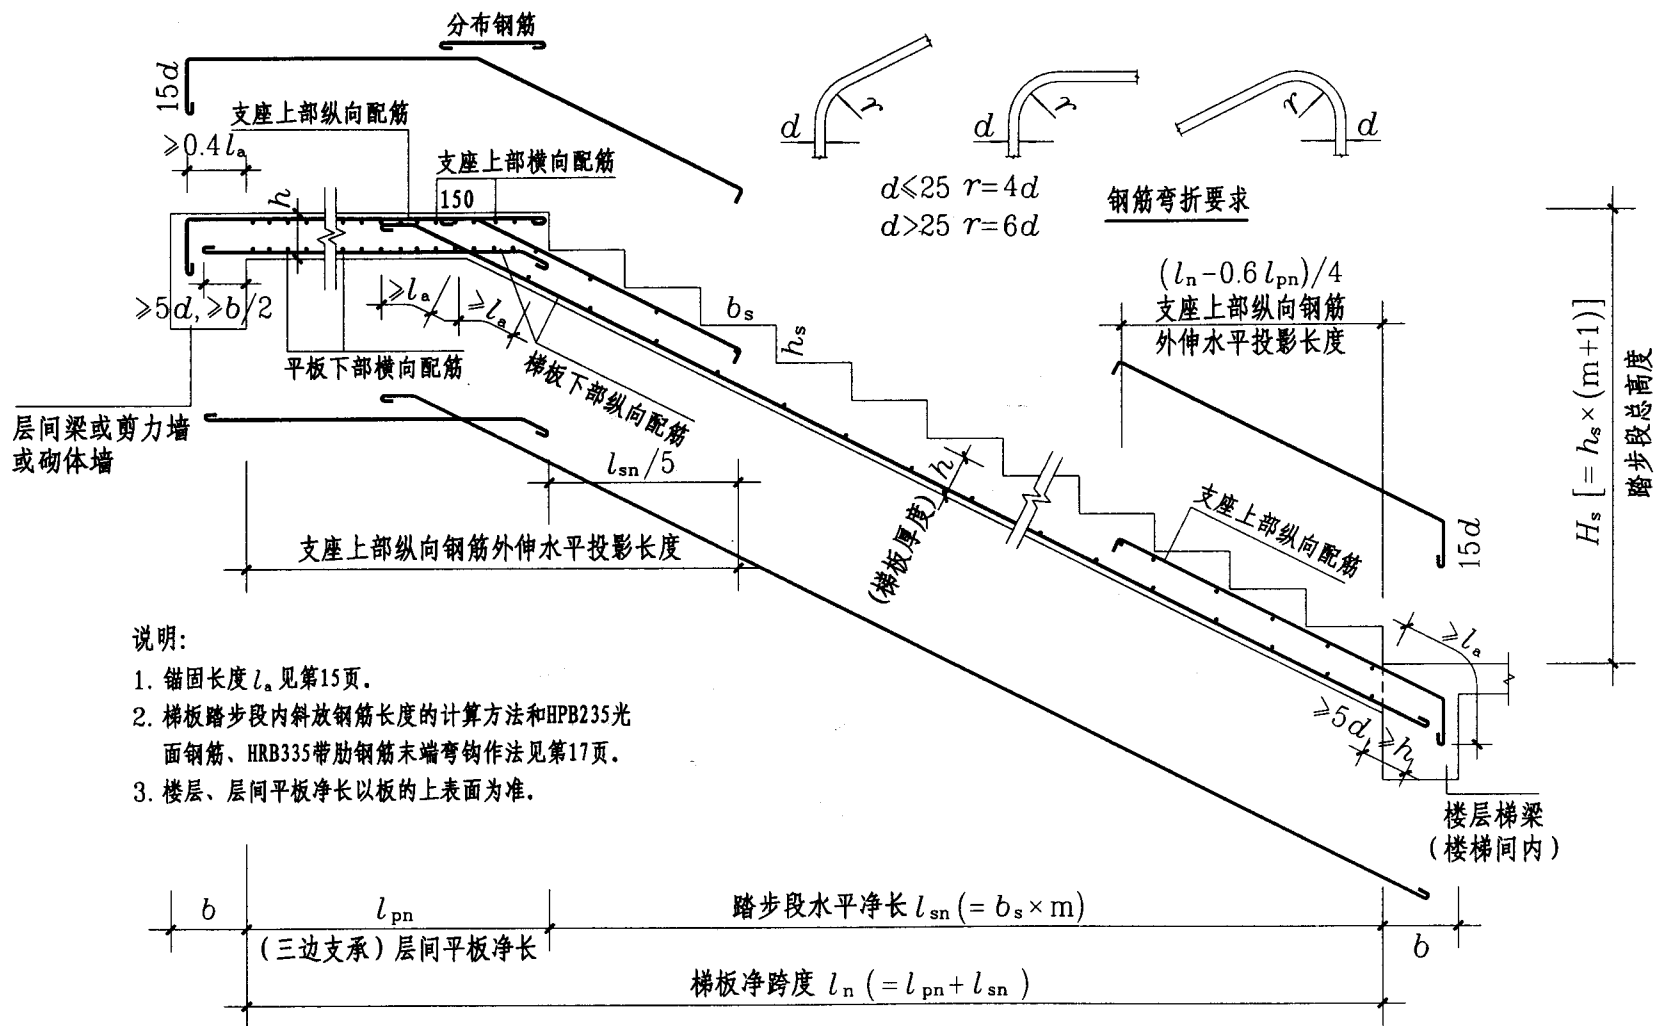 分布钢筋
15d
支座上部纵向配筋
≥0.4la
支座上部横向配筋
150
h
d
r
d
r
r
d
d≤25 r=4d
d>25 r=6d
钢筋弯折要求
(ln-0.6lpn)/4
支座上部纵向钢筋
外伸水平投影长度
≥5d,≥b/2
≥la
≥la
bs
hs
平板下部横向配筋
梯板下部纵向配筋
层间梁或剪力墙
或砌体墙
lsn/5
支座上部纵向钢筋外伸水平投影长度
h
(梯板厚度)
支座上部纵向配筋
15d
Hs[=hs×(m+1)]
踏步段总高度
≥la
≥5d,≥h
楼层梯梁
(楼梯间内)
说明:
1. 锚固长度la见第15页。
2. 梯板踏步段内斜放钢筋长度的计算方法和HPB235光
面钢筋、HRB335带肋钢筋末端弯钩作法见第17页。
3. 楼层、层间平板净长以板的上表面为准。
b
lpn
(三边支承)层间平板净长
踏步段水平净长lsn(=bs×m)
b
梯板净跨度 ln(=lpn+lsn)